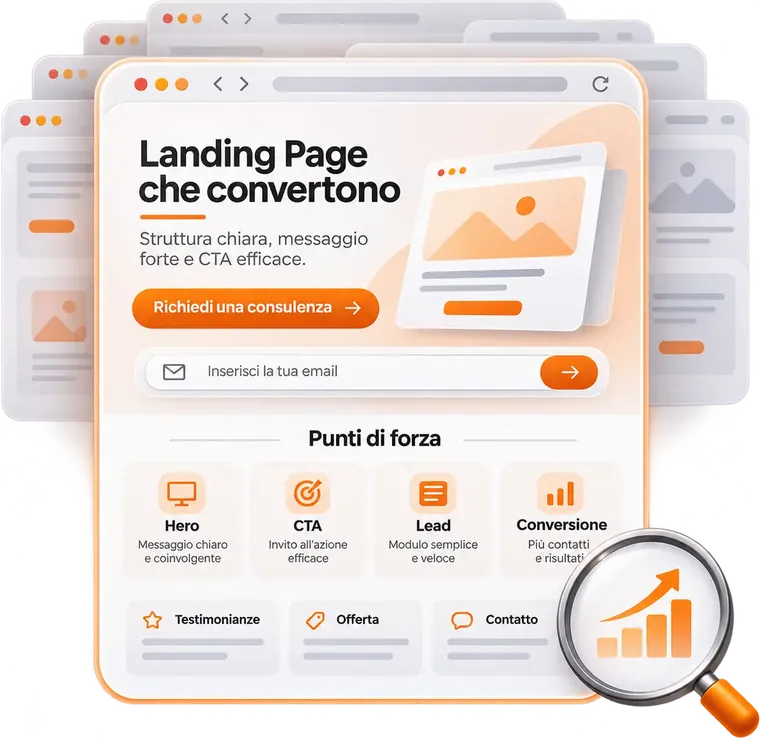 Landing Page
che convertono
Struttura chiara, messaggio
forte e CTA efficace.
Richiedi una consulenza
Inserisci la tua email
Punti di forza
Hero
Messaggio chiaro
e coinvolgente
CTA
Invito all'azione
efficace
Lead
Modulo semplice
e veloce
Conversione
Più contatti
e risultati
Testimonianze
Offerta
Contatto